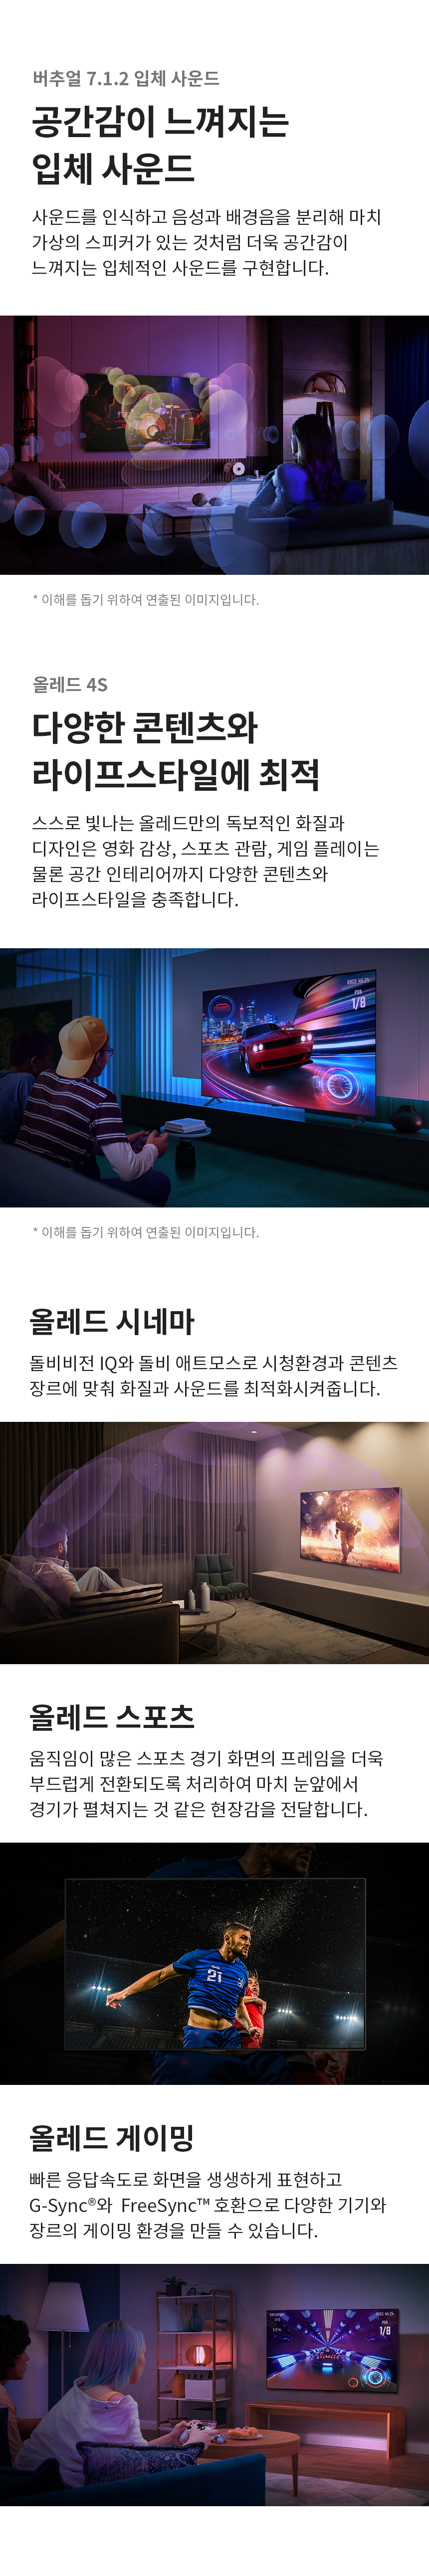 버추얼 7.1.2 입체 사운드
공간감이 느껴지는
입체 사운드
사운드를 인식하고 음성과 배경음을 분리해 마치
가상의 스피커가 있는 것처럼 더욱 공간감이
느껴지는 입체적인 사운드를 구현합니다.
* 이해를 돕기 위하여 연출된 이미지입니다.
올레드 4S
다양한 콘텐츠와
라이프스타일에 최적
스스로 빛나는 올레드만의 독보적인 화질과
디자인은 영화 감상, 스포츠 관람, 게임 플레이는
물론 공간 인테리어까지 다양한 콘텐츠와
라이프스타일을 충족합니다.
POS
1/8
* 이해를 돕기 위하여 연출된 이미지입니다.
올레드 시네마
돌비비전 IQ와 돌비 애트모스로 시청환경과 콘텐츠
장르에 맞춰 화질과 사운드를 최적화시켜줍니다.
올레드 스포츠
움직임이 많은 스포츠 경기 화면의 프레임을 더욱
부드럽게 전환되도록 처리하여 마치 눈앞에서
경기가 펼쳐지는 것 같은 현장감을 전달합니다.
21
올레드 게이밍
빠른 응답속도로 화면을 생생하게 표현하고
G-Sync®와 FreeSync™ 호환으로 다양한 기기와
장르의 게이밍 환경을 만들 수 있습니다.
POS
1/8